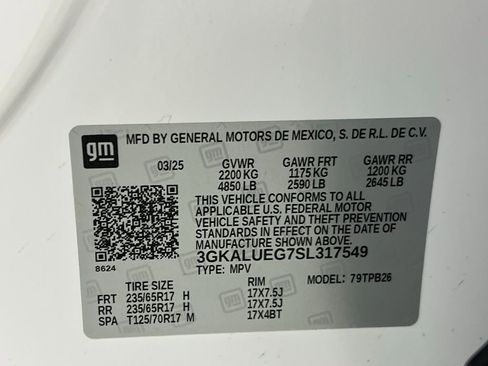 gm
MFD BY GENERAL MOTORS DE MEXICO, S. DE R.L. DE C.V.
03/25 GVWR GAWR FRT GAWR RR
2200 KG 1175 KG 1200 KG
4850 LB 2590 LB 2645 LB
THIS VEHICLE CONFORMS TO ALL
APPLICABLE U.S. FEDERAL MOTOR
VEHICLE SAFETY AND THEFT PREVENTION
STANDARDS IN EFFECT ON THE DATE OF
MANUFACTURE SHOWN ABOVE.
3GKALUEG7SL317549
8624
TYPE: MPV MODEL: 79TPB26
TIRE SIZE RIM
FRT 235/65R17 H 17X7.5J
RR 235/65R17 H 17X7.5J
SPA T125/70R17 M 17X4BT